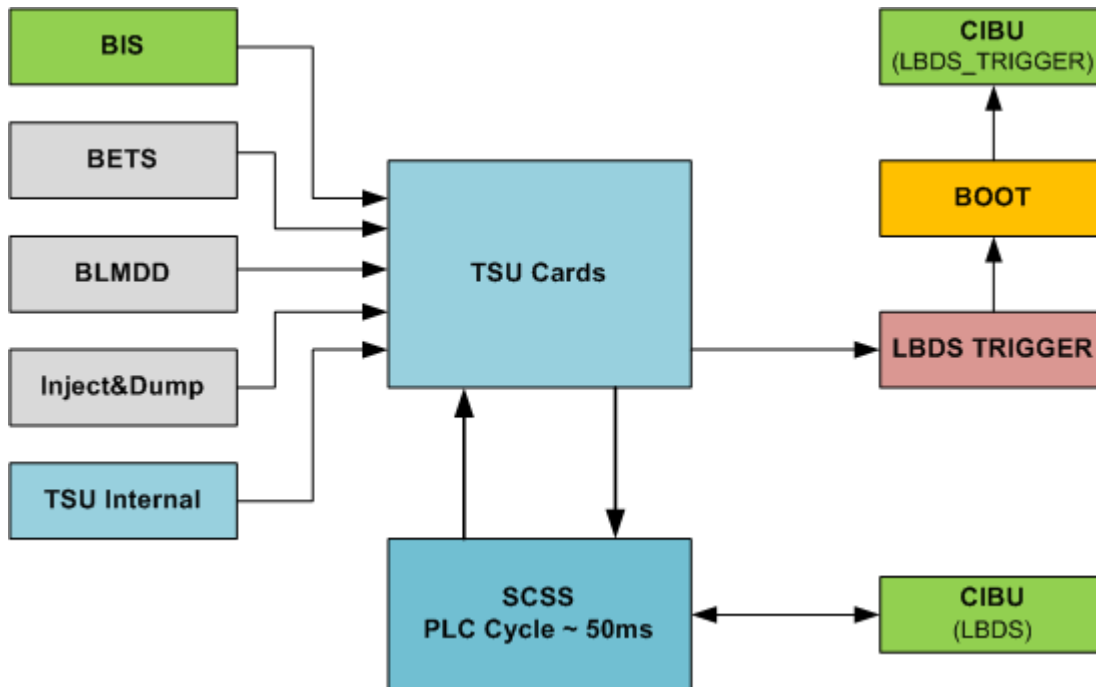 BIS
BETS
BLMDD
Inject&Dump
TSU Internal
TSU Cards
SCSS
PLC Cycle ~ 50ms
CIBU
(LBDS_TRIGGER)
BOOT
LBDS TRIGGER
CIBU
(LBDS)